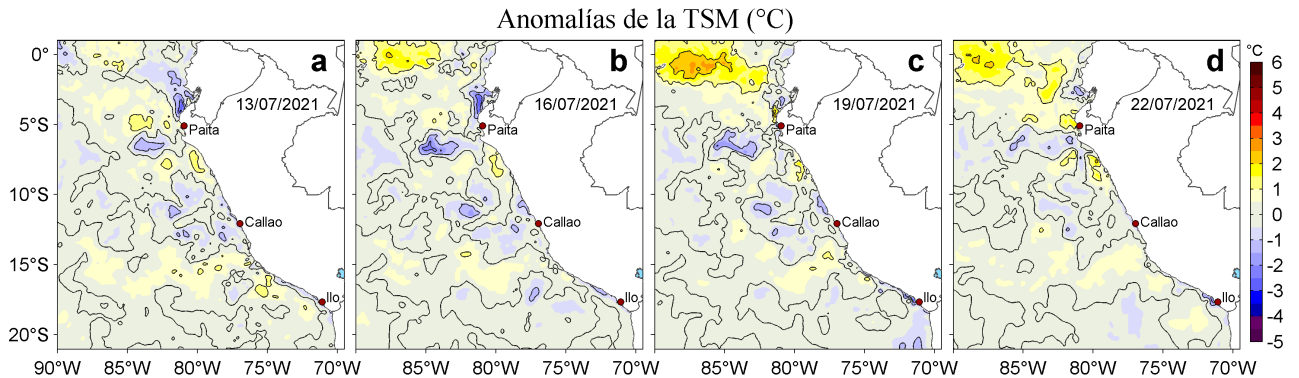 Anomalías de la TSM (°C)
0°
5°S
10°S
15°S
20°S
a
13/07/2021
Paita
Callao
Ilo
90°W 85°W 80°W 75°W 70°W
b
16/07/2021
Paita
Callao
Ilo
85°W 80°W 75°W 70°W
c
19/07/2021
Paita
Callao
Ilo
85°W 80°W 75°W 70°W
d
22/07/2021
Paita
Callao
Ilo
85°W 80°W 75°W 70°W
°C
6
5
4
3
2
1
0
-1
-2
-3
-4
-5